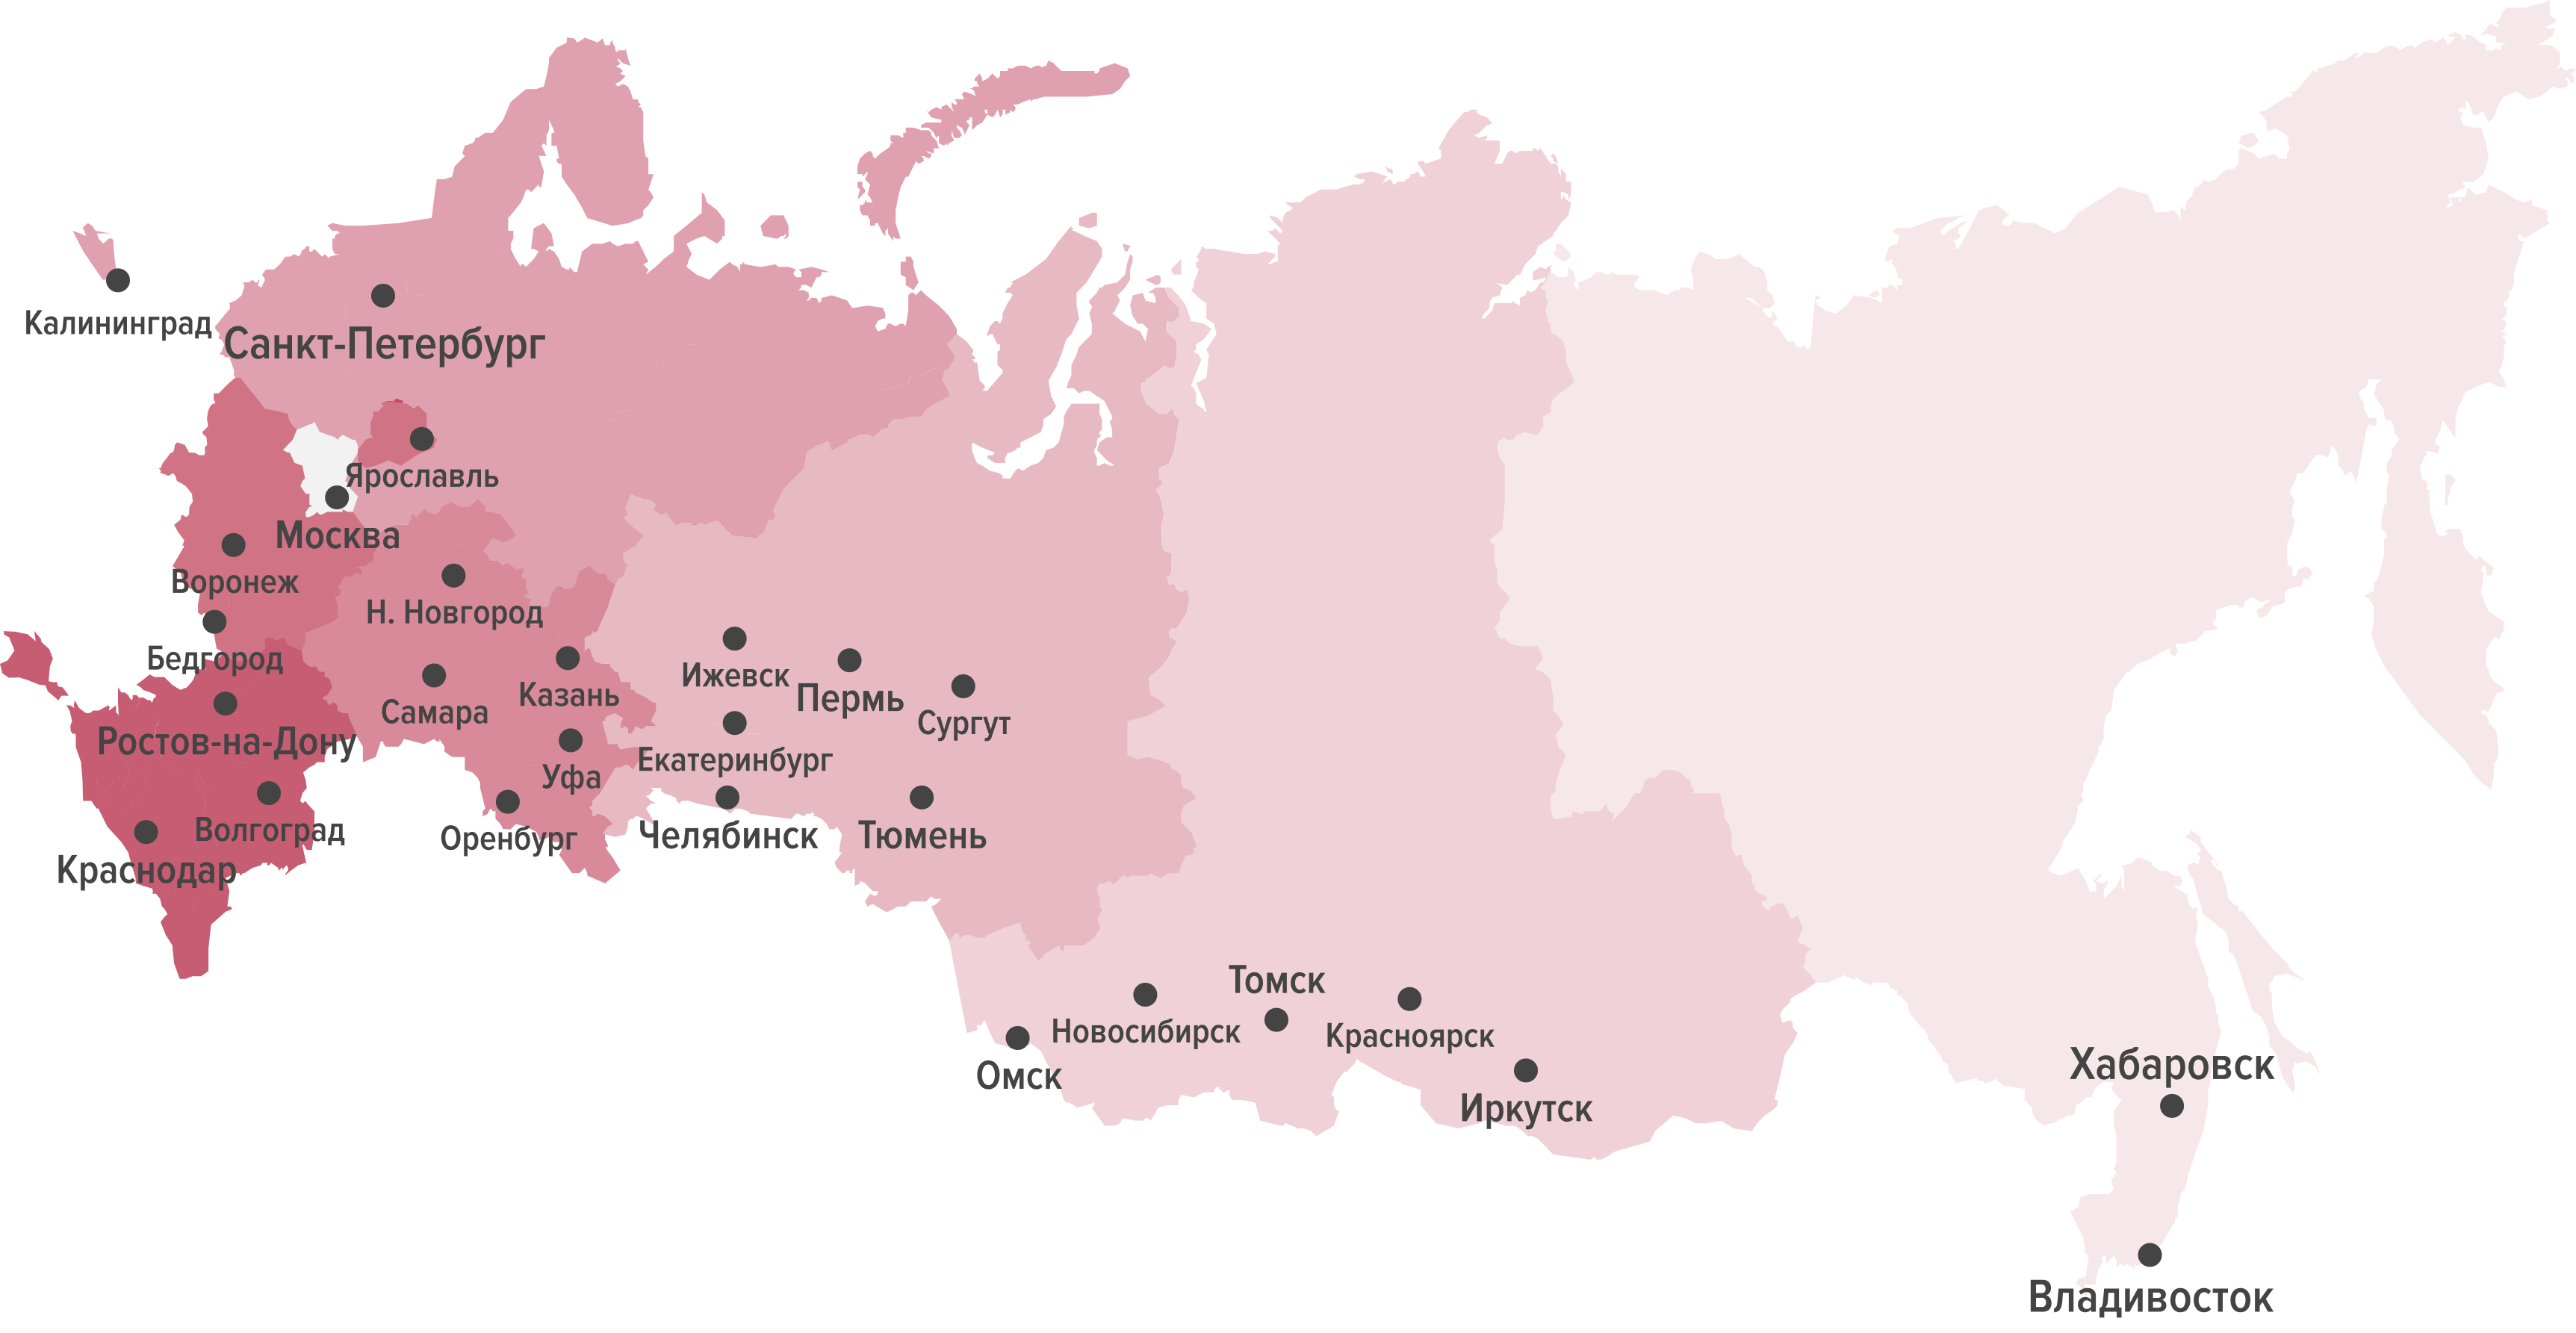 Калининград
Санкт-Петербург
Ярославль
Москва
Воронеж
Н. Новгород
Бедгород
Ижевск
Пермь
Казань
Самара
Сургут
Ростов-на-Дону
Екатеринбург
Уфа
Волгоград
Оренбург
Челябинск
Тюмень
Краснодар
Томск
Новосибирск
Красноярск
Омск
Хабаровск
Иркутск
Владивосток